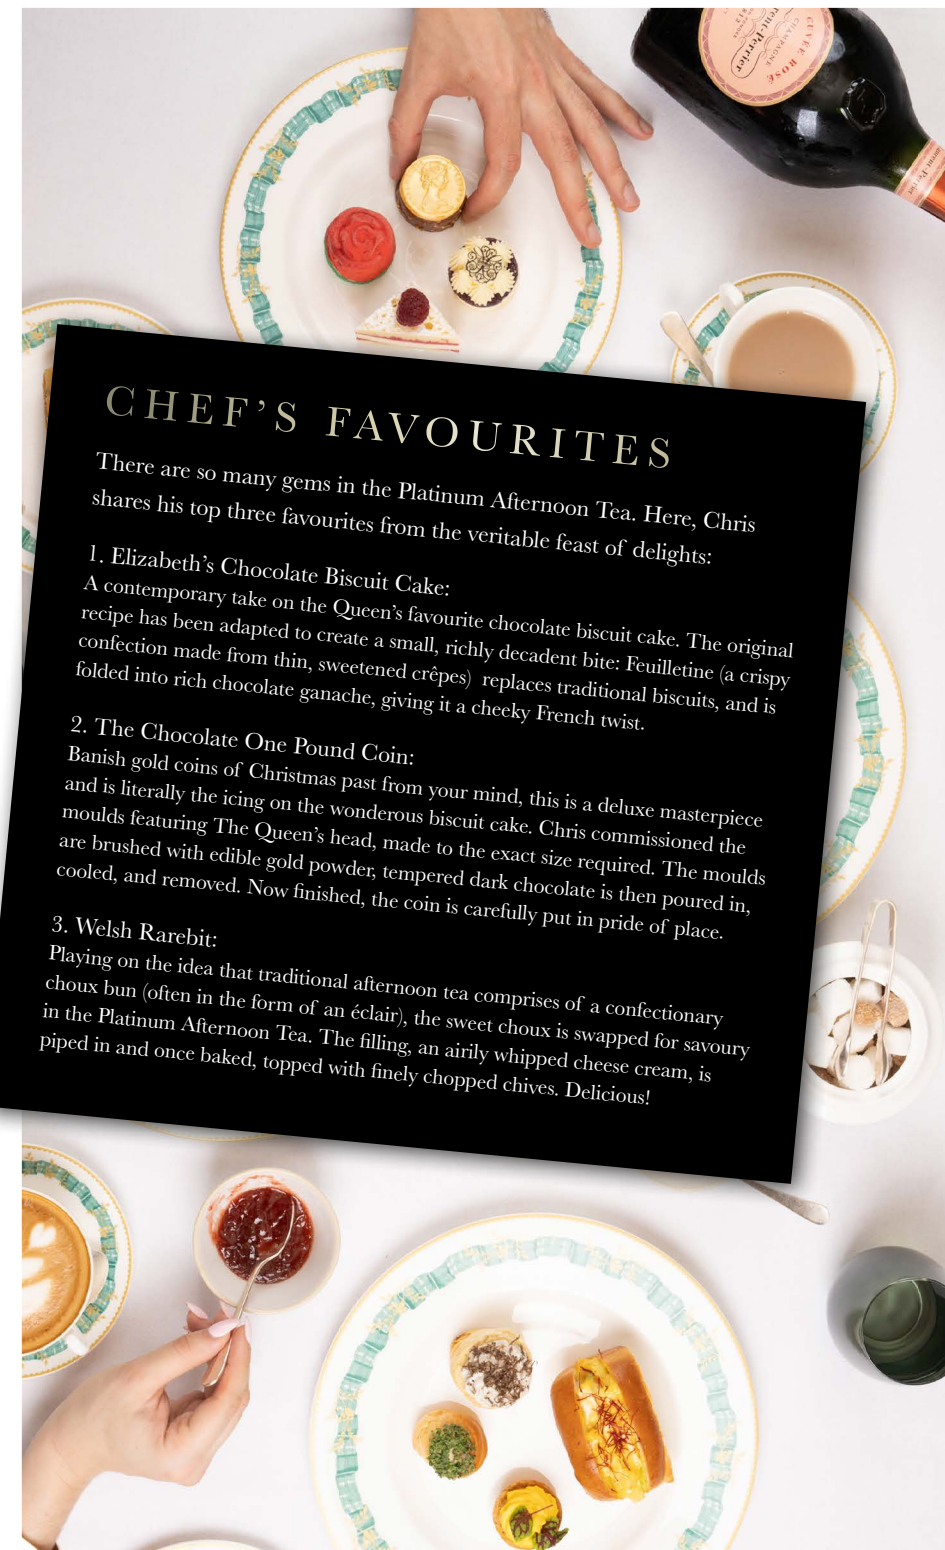 CUVÉE ROSÉ
CHAMPAGNE
rent-Perrier
1812
aurent-Perrier
CHEF'S FAVOURITES
There are so many gems in the Platinum Afternoon Tea. Here, Chris
shares his top three favourites from the veritable feast of delights:
1. Elizabeth's Chocolate Biscuit Cake:
A contemporary take on the Queen's favourite chocolate biscuit cake. The original
recipe has been adapted to create a small, richly decadent bite: Feuilletine (a crispy
confection made from thin, sweetened crêpes)  replaces traditional biscuits, and is
folded into rich chocolate ganache, giving it a cheeky French twist.
2. The Chocolate One Pound Coin:
Banish gold coins of Christmas past from your mind, this is a deluxe masterpiece
and is literally the icing on the wonderous biscuit cake. Chris commissioned the
moulds featuring The Queen's head, made to the exact size required. The moulds
are brushed with edible gold powder, tempered dark chocolate is then poured in,
cooled, and removed. Now finished, the coin is carefully put in pride of place.
3. Welsh Rarebit:
Playing on the idea that traditional afternoon tea comprises of a confectionary
choux bun (often in the form of an éclair), the sweet choux is swapped for savoury
in the Platinum Afternoon Tea. The filling, an airily whipped cheese cream, is
piped in and once baked, topped with finely chopped chives. Delicious!